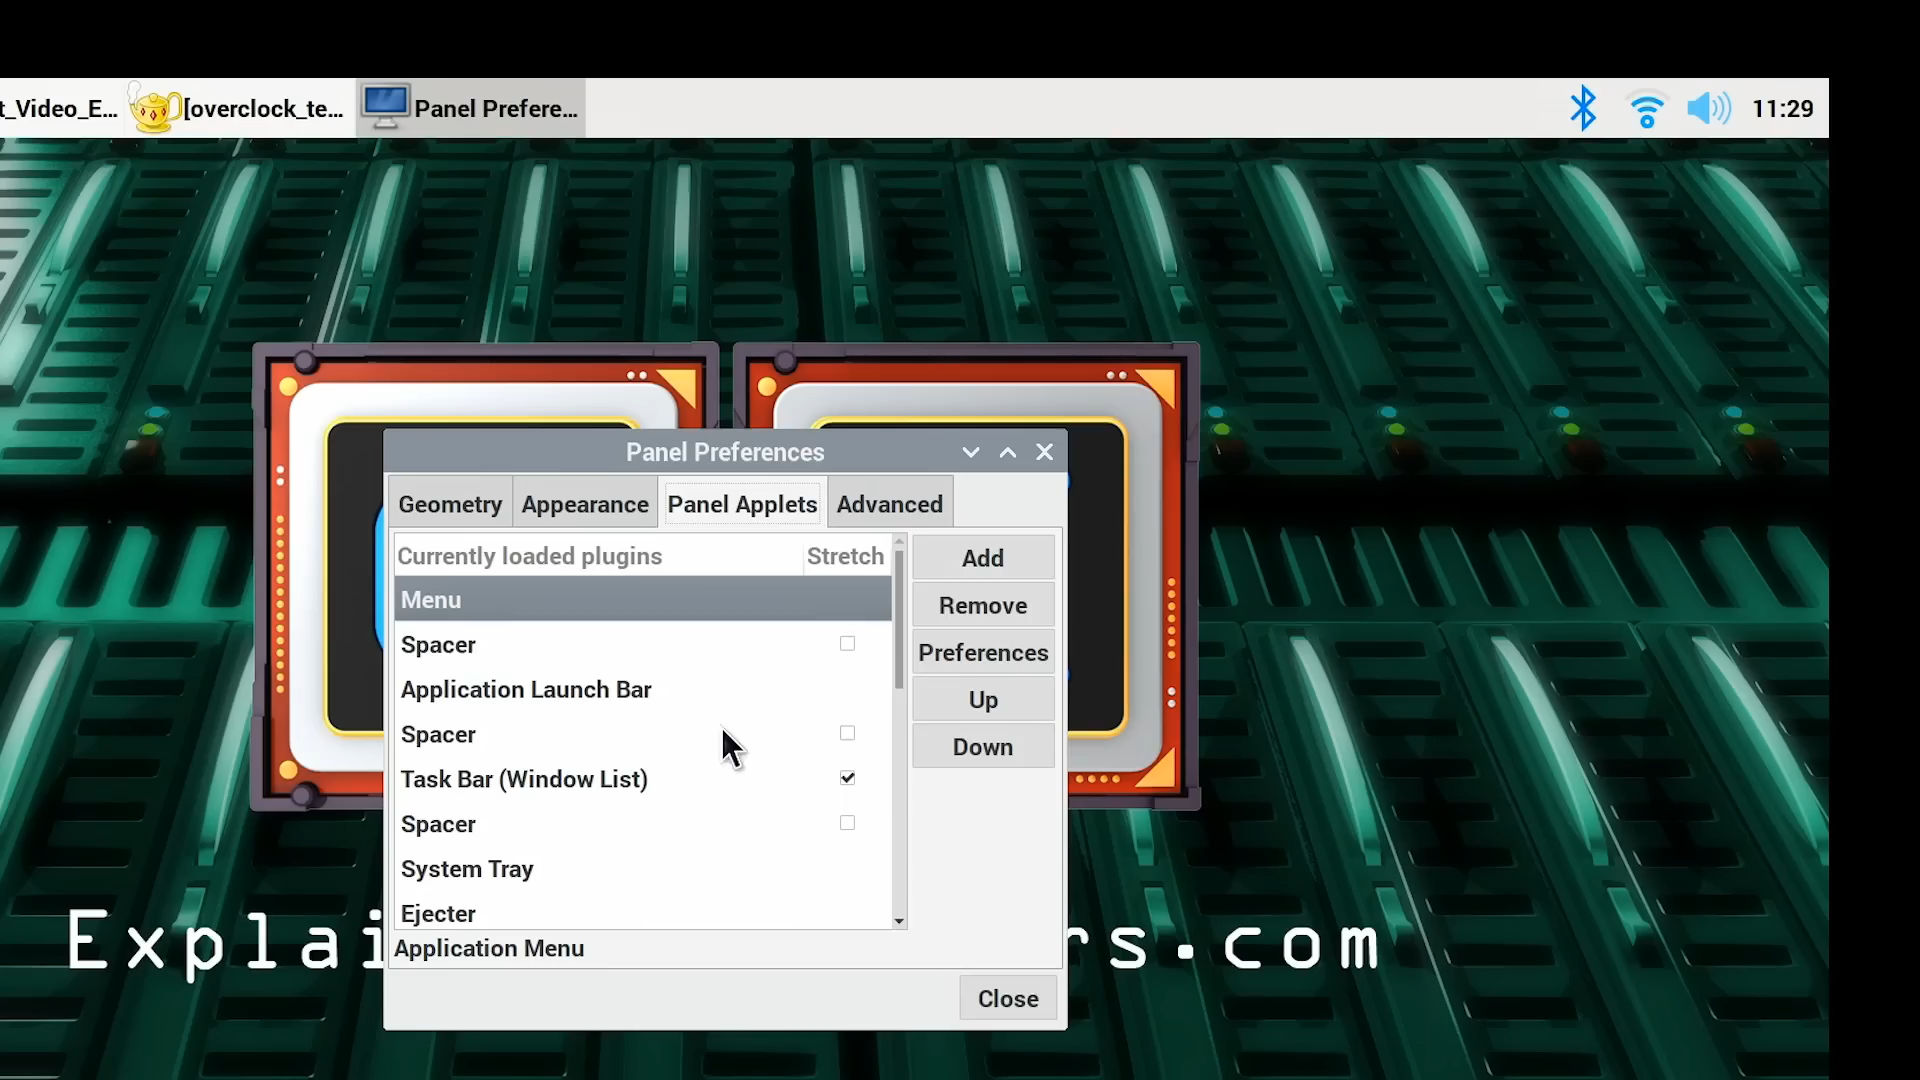 t_Video_E... [overclock_te... Panel Prefere... 11:29
Panel Preferences
Geometry Appearance Panel Applets Advanced
Currently loaded plugins Stretch
Add
Menu
Remove
Spacer
Preferences
Application Launch Bar
Up
Spacer
Down
Task Bar (Window List)
Spacer
System Tray
Ejecter
Explai rs.com
Application Menu
Close